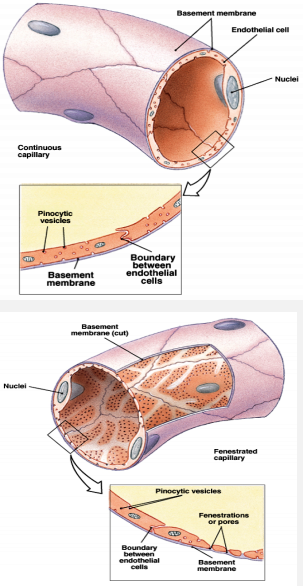 Basement membrane
Endothelial cell
Nuclei
Continuous
capillary
Pinocytic
vesicles
Basement
membrane
Boundary
between
endothelial
cells
Basement
membrane (cut)
Nuclei
Fenestrated
capillary
Pinocytic vesicles
Fenestrations
or pores
Boundary
between
endothelial
cells
Basement
membrane